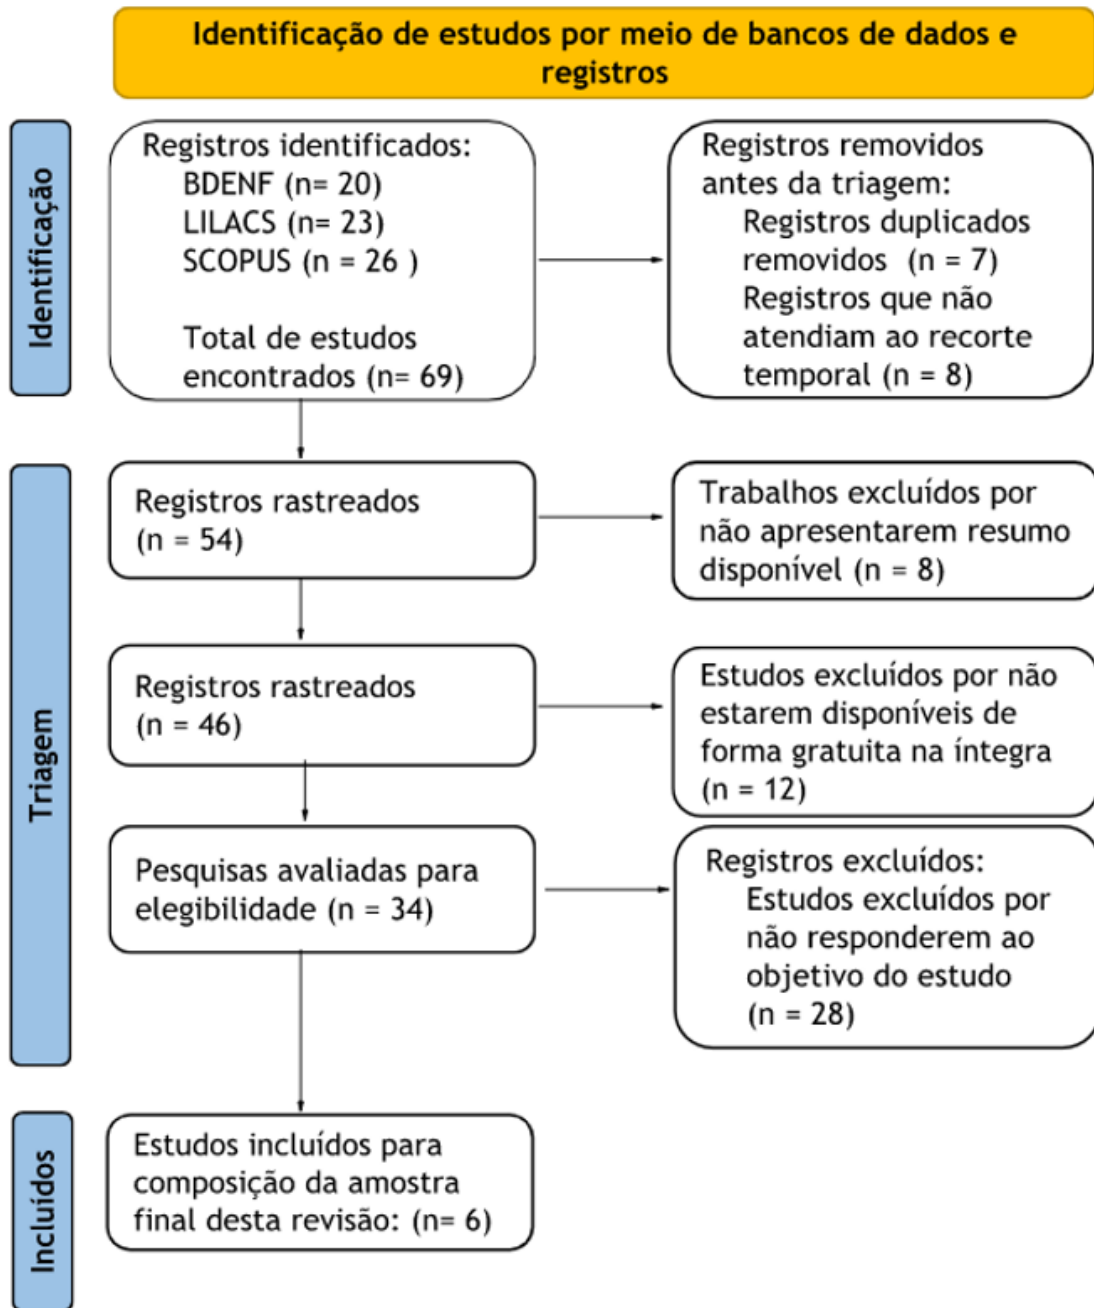 Identificação de estudos por meio de bancos de dados e
registros
Identificação
Registros identificados:
BDENF (n= 20)
LILACS (n= 23)
SCOPUS (n = 26 )
Total de estudos
encontrados (n= 69)
Registros removidos
antes da triagem:
Registros duplicados
removidos (n = 7)
Registros que não
atendiam ao recorte
temporal (n = 8)
Triagem
Registros rastreados
(n = 54)
Trabalhos excluídos por
não apresentarem resumo
disponível (n = 8)
Registros rastreados
(n = 46)
Estudos excluídos por não
estarem disponíveis de
forma gratuita na íntegra
(n = 12)
Pesquisas avaliadas para
elegibilidade (n = 34)
Registros excluídos:
Estudos excluídos por
não responderem ao
objetivo do estudo
(n = 28)
Incluídos
Estudos incluídos para
composição da amostra
final desta revisão: (n= 6)